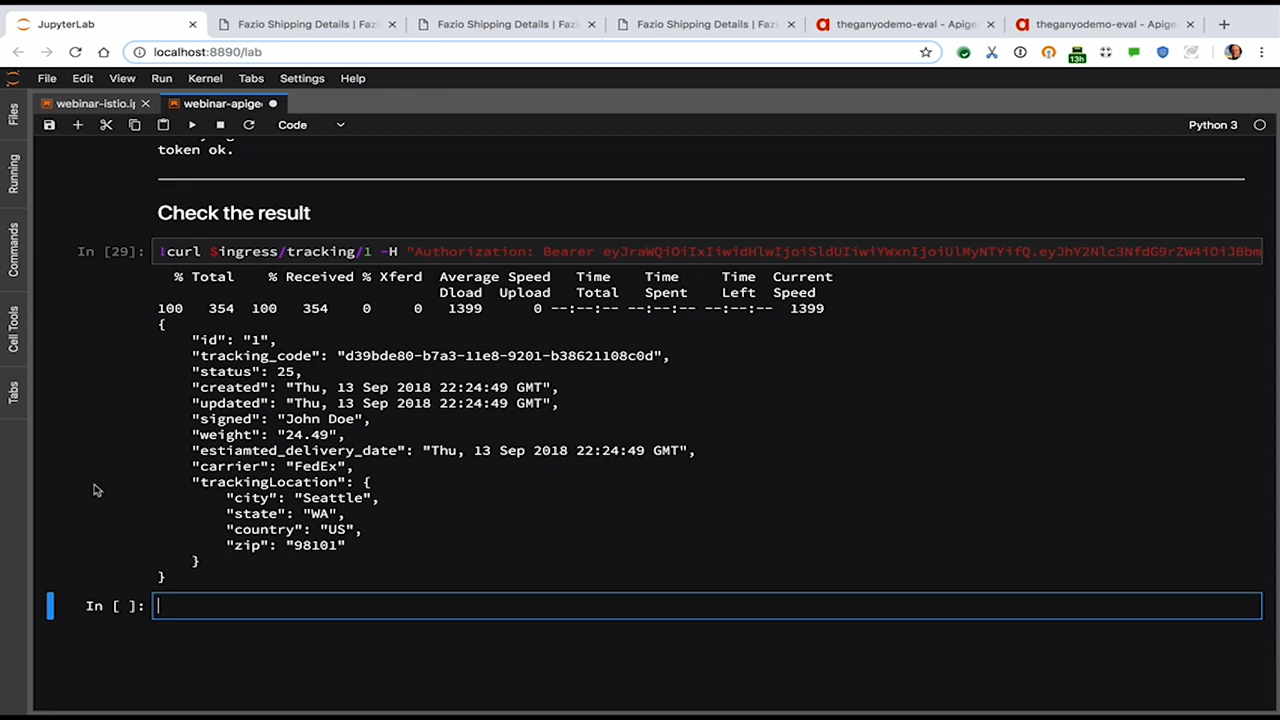 JupyterLab
Fazio Shipping Details | Fazi
Fazio Shipping Details | Fazi
Fazio Shipping Details | Fazi
theganyodemo-eval - Apigee
theganyodemo-eval - Apigee
localhost:8890/lab
13h
File Edit View Run Kernel Tabs Settings Help
webinar-istio.ip
webinar-apige
Code
Python 3
Files
Running
Commands
Cell Tools
Tabs
token ok.
Check the result
In [29]: !curl $ingress/tracking/1 -H "Authorization: Bearer eyJraWQiOiIxIiwidHlwIjoiSldUIiwiYWxnIjoiUlMyNTYifQ.eyJhY2Nlc3NfdG9rZW4iOiJBbm
% Total % Received % Xferd Average Speed Time Time Time Current
Dload Upload Total Spent Left Speed
100 354 100 354 0 0 1399 0 --:--:-- --:--:-- --:--:-- 1399
{
"id": "1",
"tracking_code": "d39bde80-b7a3-11e8-9201-b38621108c0d",
"status": 25,
"created": "Thu, 13 Sep 2018 22:24:49 GMT",
"updated": "Thu, 13 Sep 2018 22:24:49 GMT",
"signed": "John Doe",
"weight": "24.49",
"estiamted_delivery_date": "Thu, 13 Sep 2018 22:24:49 GMT",
"carrier": "FedEx",
"trackingLocation": {
"city": "Seattle",
"state": "WA",
"country": "US",
"zip": "98101"
}
}
In [ ]: